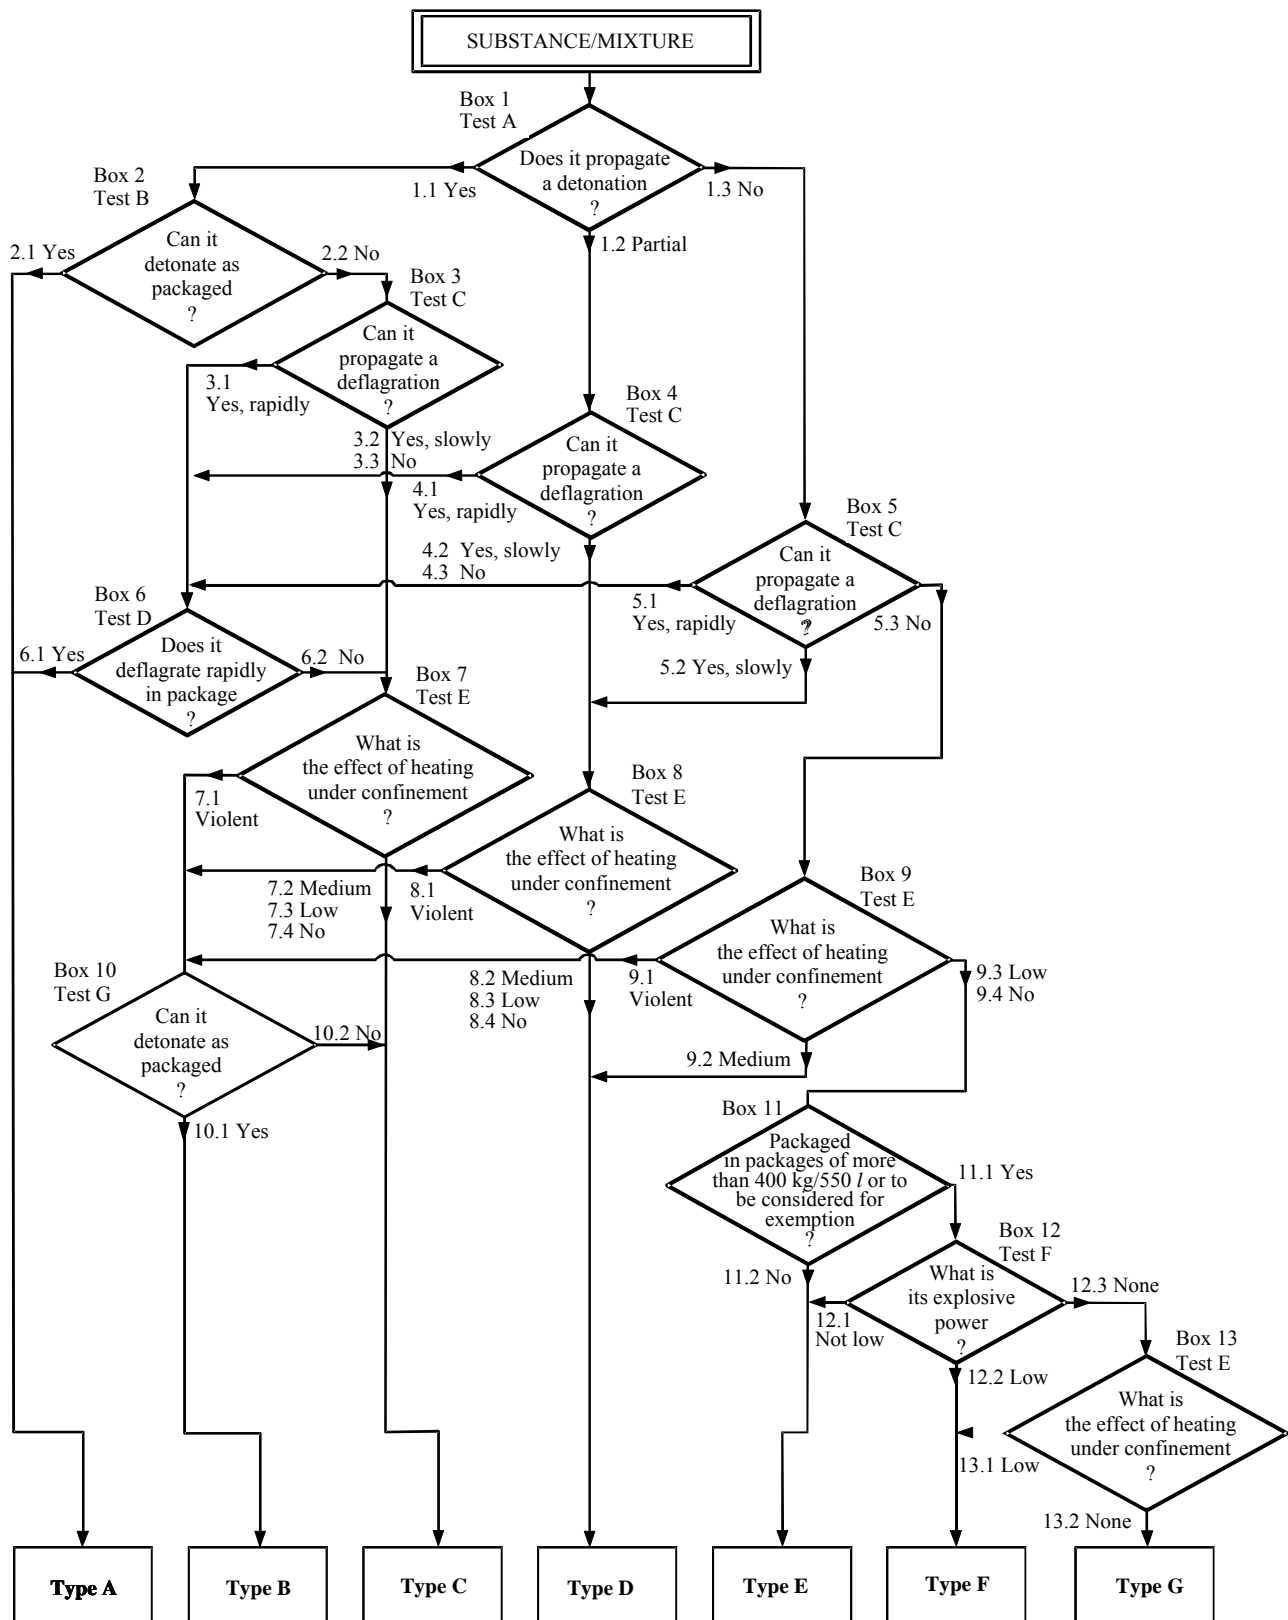 SUBSTANCE/MIXTURE
Box 1
Test A
Does it propagate
a detonation
?
1.1 Yes
1.3 No
1.2 Partial
Box 2
Test B
Can it
detonate as
packaged
?
2.1 Yes
2.2 No
Box 3
Test C
Can it
propagate a
deflagration
?
3.1
Yes, rapidly
3.2 Yes, slowly
3.3 No
Box 4
Test C
Can it
propagate a
deflagration
?
4.1
Yes, rapidly
4.2 Yes, slowly
4.3 No
Box 5
Test C
Can it
propagate a
deflagration
?
5.1
Yes, rapidly
5.3 No
5.2 Yes, slowly
Box 6
Test D
Does it
deflagrate rapidly
in package
?
6.1 Yes
6.2 No
Box 7
Test E
What is
the effect of heating
under confinement
?
7.1
Violent
7.2 Medium
7.3 Low
7.4 No
Box 8
Test E
What is
the effect of heating
under confinement
?
8.1
Violent
8.2 Medium
8.3 Low
8.4 No
Box 9
Test E
What is
the effect of heating
under confinement
?
9.1
Violent
9.3 Low
9.4 No
9.2 Medium
Box 10
Test G
Can it
detonate as
packaged
?
10.2 No
10.1 Yes
Box 11
Packaged
in packages of more
than 400 kg/550 l or to
be considered for
exemption
?
11.1 Yes
11.2 No
Box 12
Test F
What is
its explosive
power
?
12.1
Not low
12.3 None
12.2 Low
Box 13
Test E
What is
the effect of heating
under confinement
?
13.1 Low
13.2 None
Type A
Type B
Type C
Type D
Type E
Type F
Type G